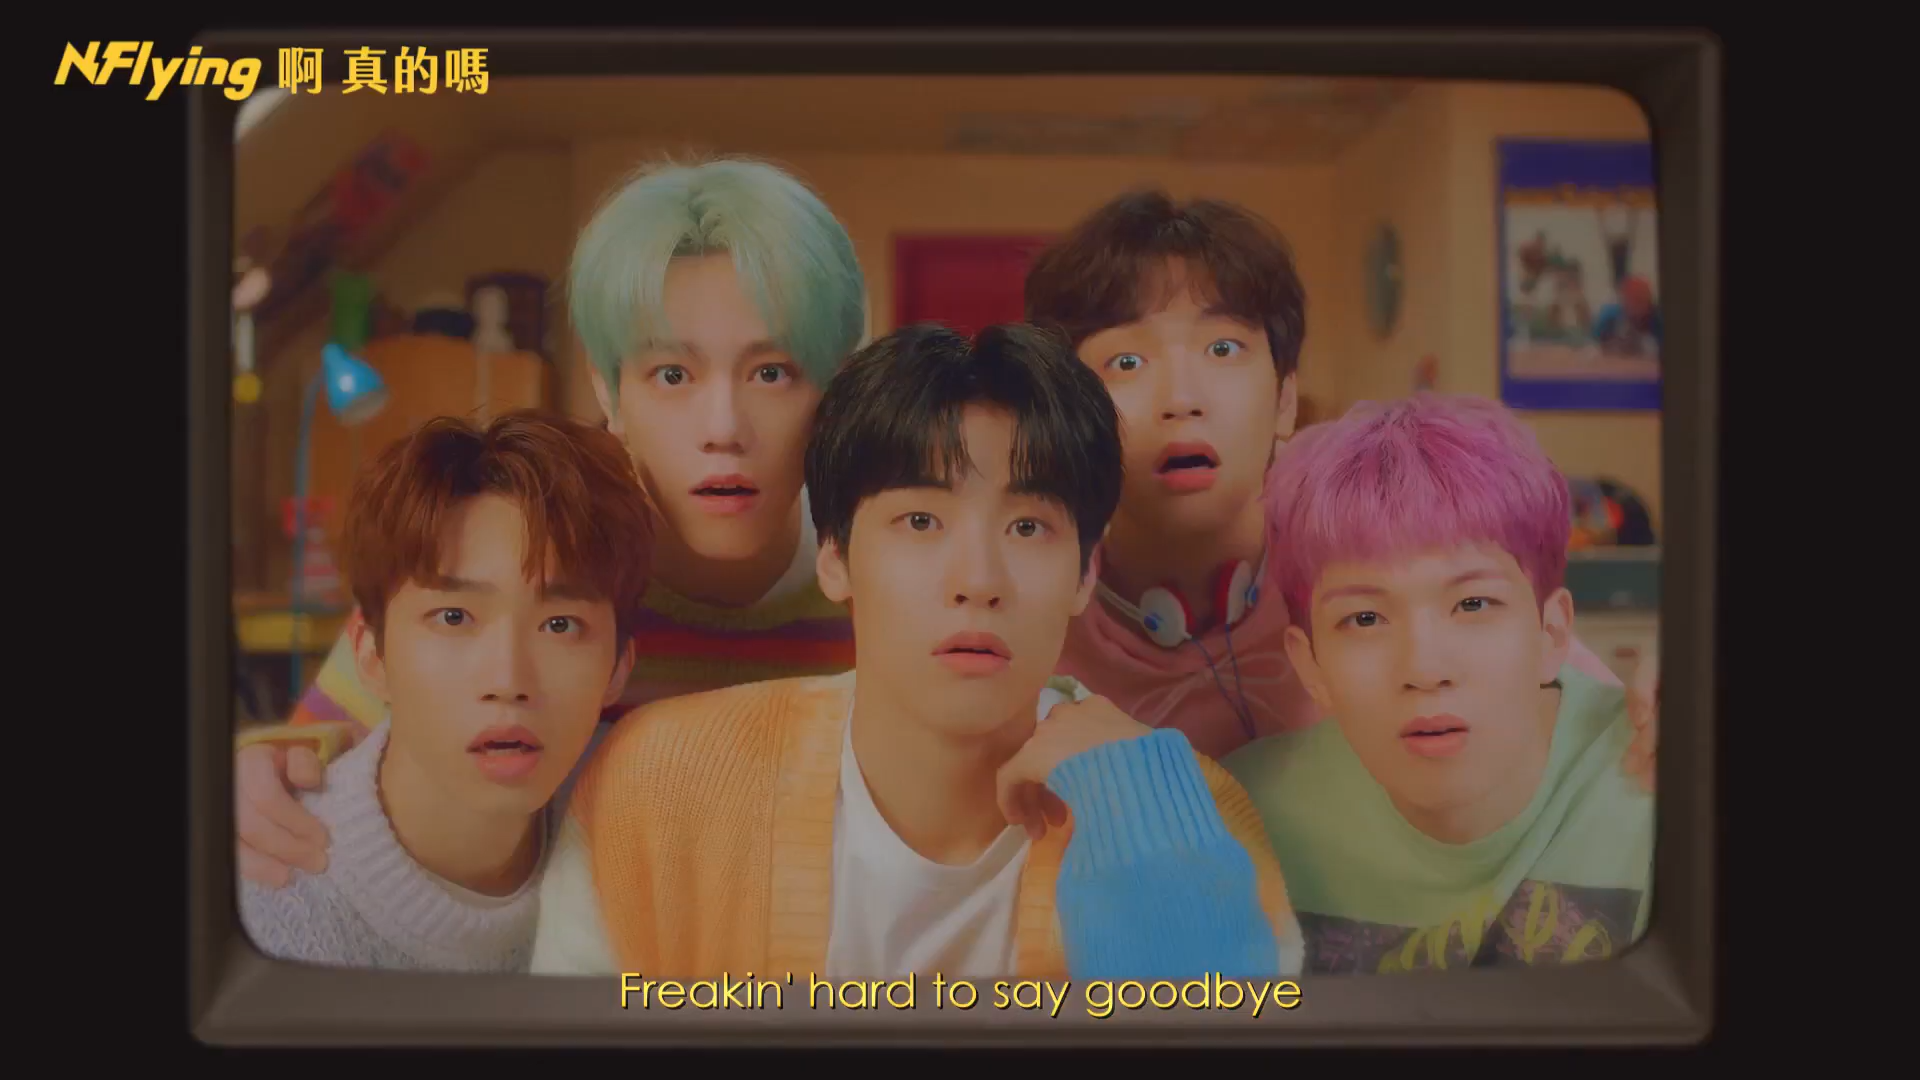 N.Flying 啊 真的嗎
Freakin' hard to say goodbye